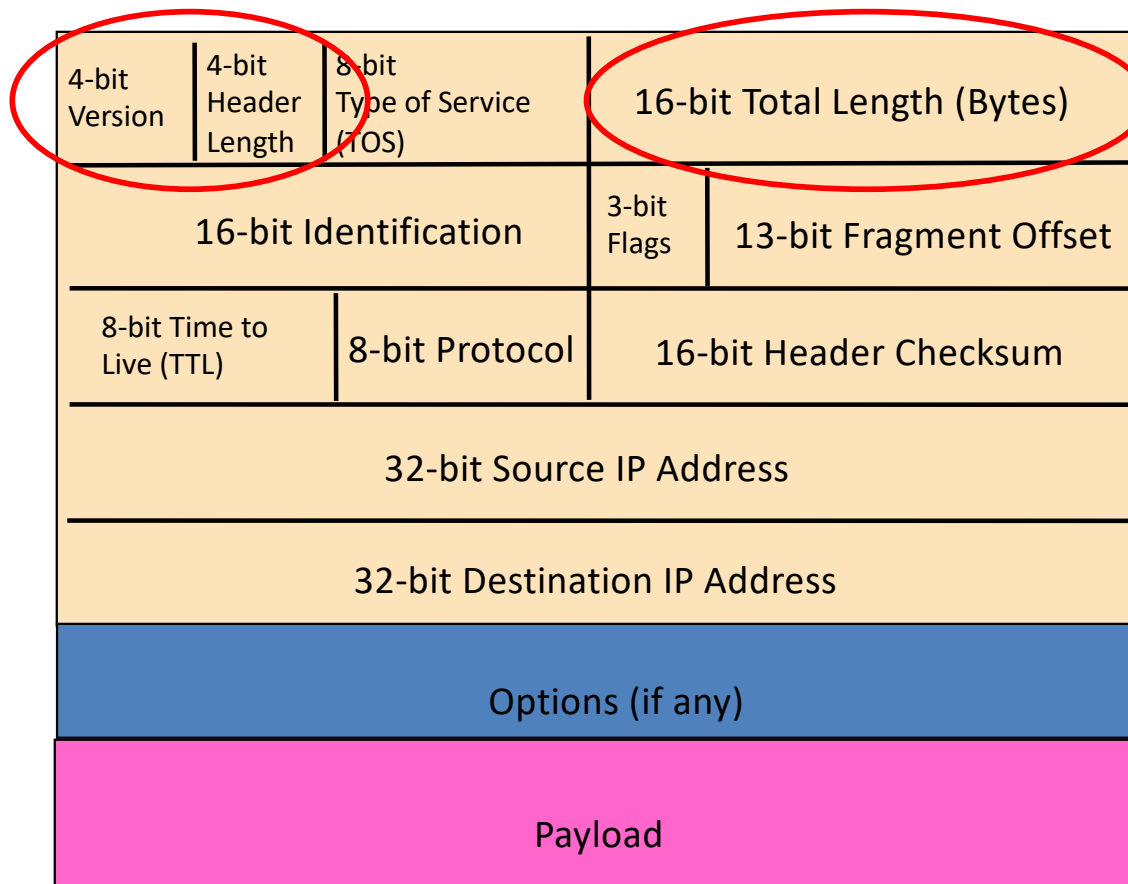 4-bit
Version
4-bit
Header
Length
8-bit
Type of Service
(TOS)
16-bit Total Length (Bytes)
16-bit Identification
3-bit
Flags
13-bit Fragment Offset
8-bit Time to
Live (TTL)
8-bit Protocol
16-bit Header Checksum
32-bit Source IP Address
32-bit Destination IP Address
Options (if any)
Payload